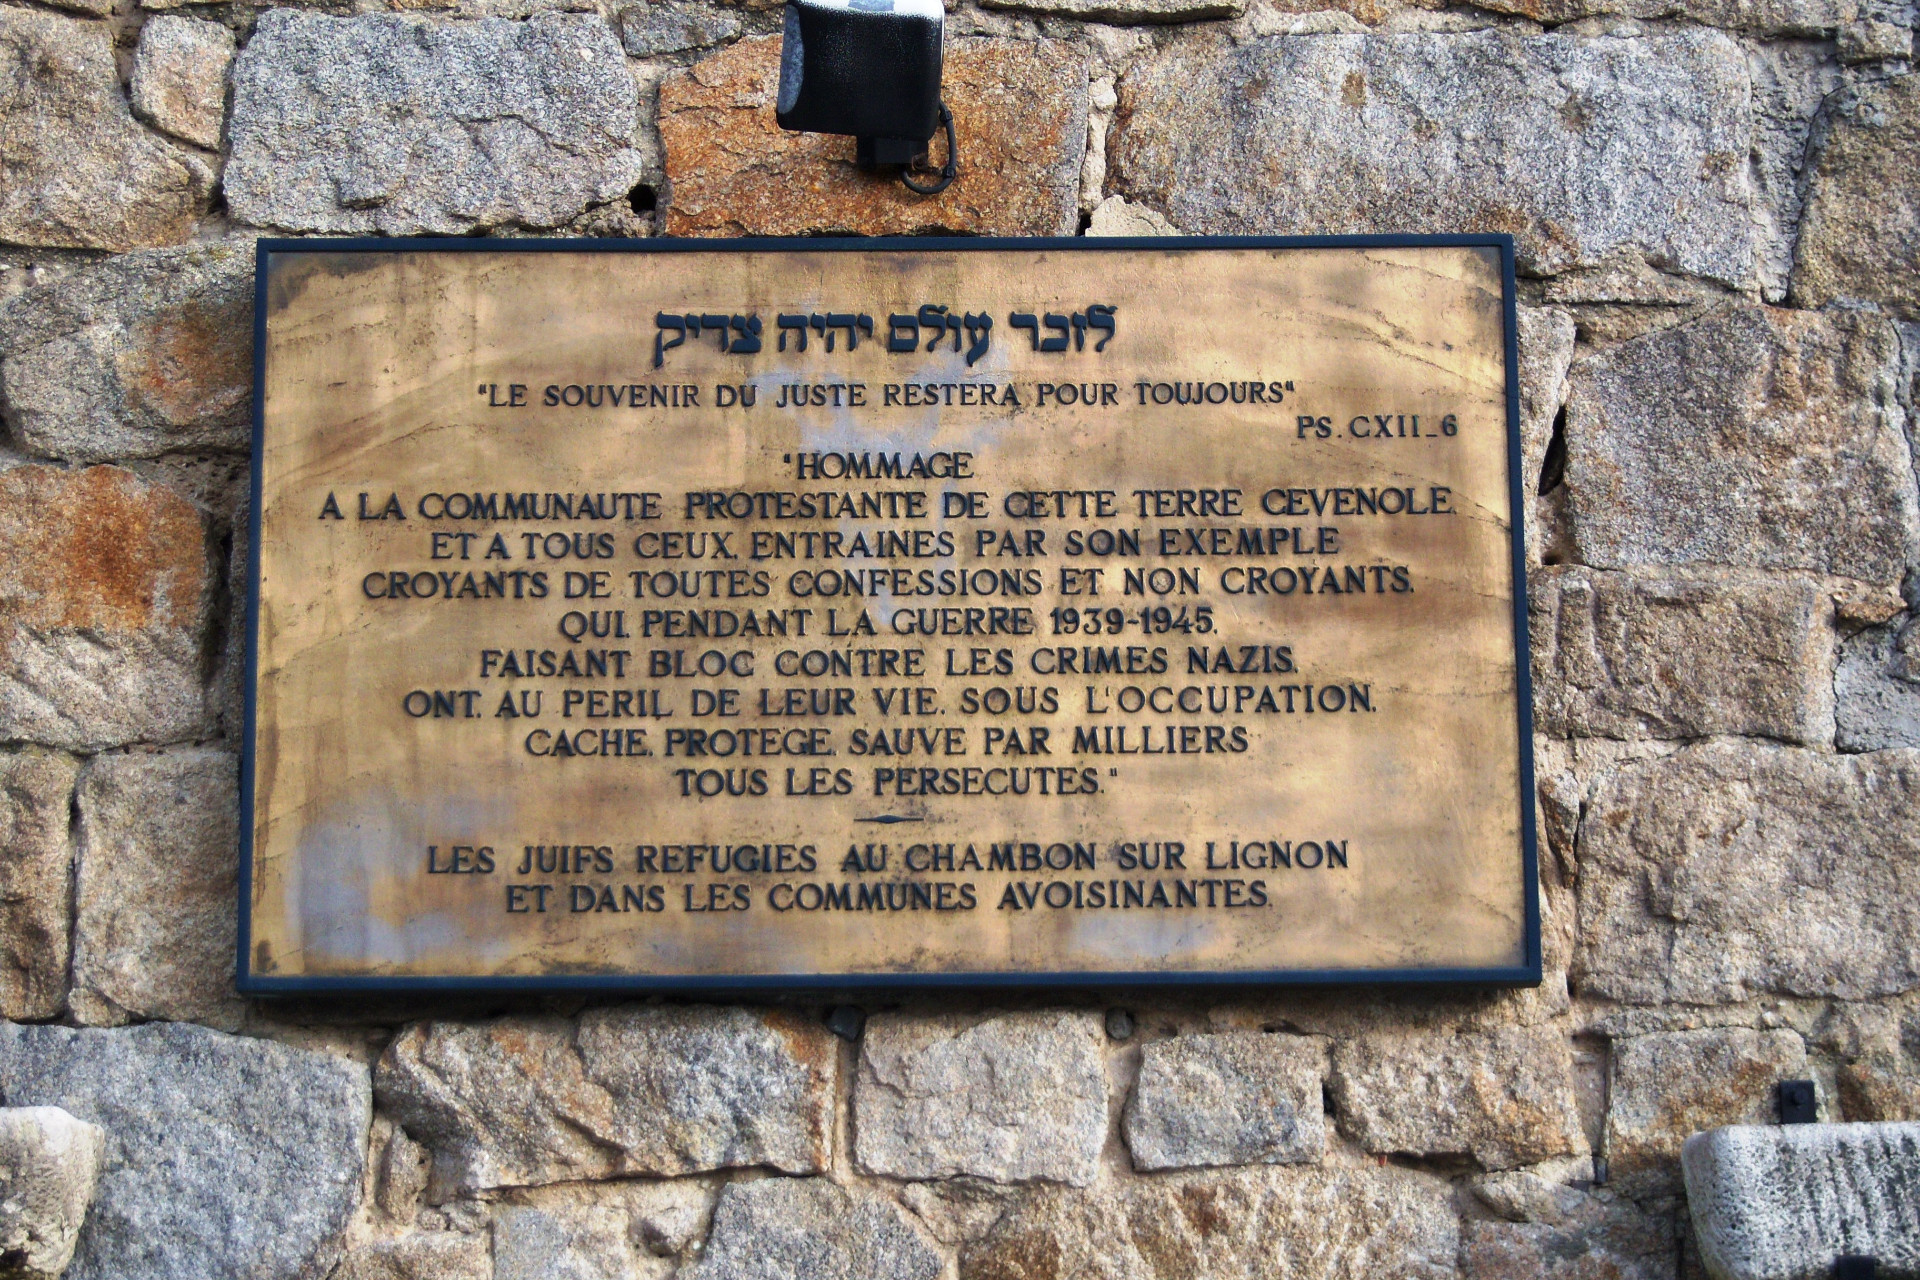 לזכר עולם יהיה צדיק
"LE SOUVENIR DU JUSTE RESTERA POUR TOUJOURS"
PS. CXII_6
"HOMMAGE
A LA COMMUNAUTE PROTESTANTE DE CETTE TERRE CEVENOLE,
ET A TOUS CEUX, ENTRAINES PAR SON EXEMPLE
CROYANTS DE TOUTES CONFESSIONS ET NON CROYANTS,
QUI, PENDANT LA GUERRE 1939-1945,
FAISANT BLOC CONTRE LES CRIMES NAZIS,
ONT, AU PERIL DE LEUR VIE, SOUS L'OCCUPATION,
CACHE, PROTEGE, SAUVE PAR MILLIERS
TOUS LES PERSECUTES."
LES JUIFS REFUGIES AU CHAMBON SUR LIGNON
ET DANS LES COMMUNES AVOISINANTES.